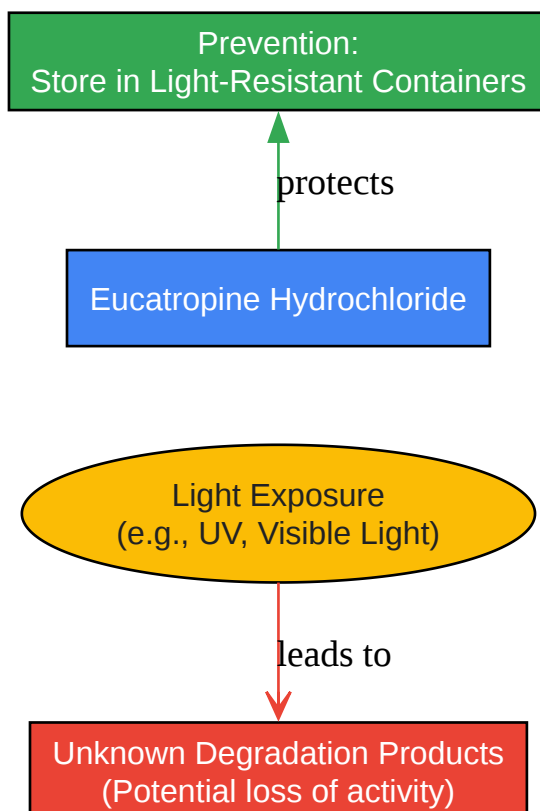 Prevention:
Store in Light-Resistant Containers
protects
Eucatropine Hydrochloride
Light Exposure
(e.g., UV, Visible Light)
leads to
Unknown Degradation Products
(Potential loss of activity)